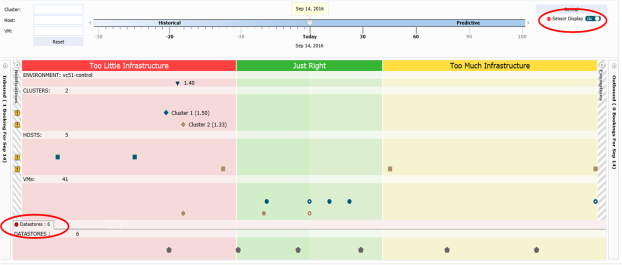 Cluster:
Host:
VM:
Reset
Sep 14, 2016
Historical
Predictive
-30
-20
-10
Today
30
60
90
100
Sep 14, 2016
Sensor Display
On
Too Little Infrastructure
Just Right
Too Much Infrastructure
Inbound ( 1 Booking For Sep 14)
Outbound ( 0 Bookings For Sep 14)
ENVIRONMENT: vc51-control
1.40
CLUSTERS: 2
Cluster 1 (1.50)
Cluster 2 (1.33)
HOSTS: 5
VMs: 41
Datastores : 6
DATASTORES : 6